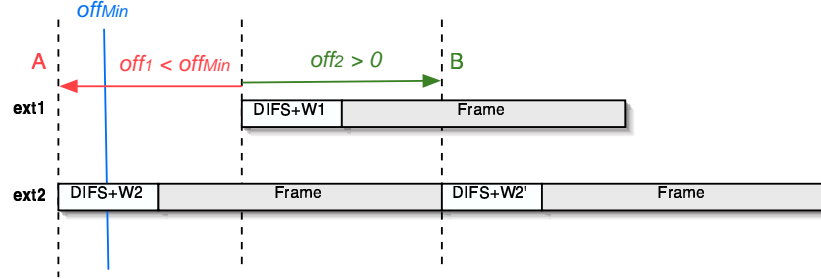 offMin
A off1 < offMin off2 > 0 B
ext1 DIFS+W1 Frame
ext2 DIFS+W2 Frame DIFS+W2' Frame